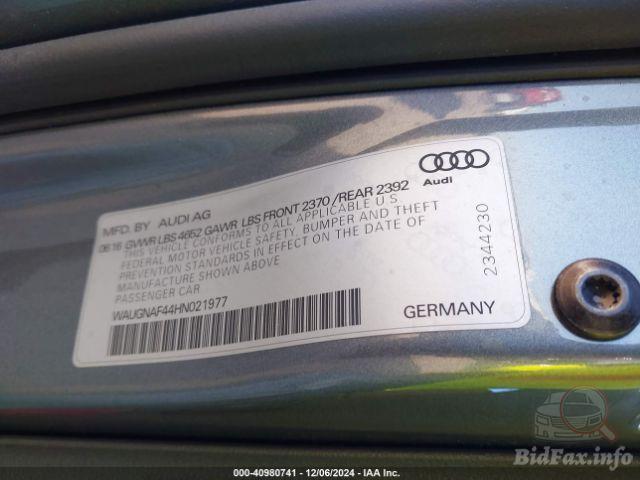 MFD. BY AUDI AG
0616 GVWR LBS 4652 GAWR LBS FRONT 2370 /REAR 2392
THIS VEHICLE CONFORMS TO ALL APPLICABLE U S
FEDERAL MOTOR VEHICLE SAFETY, BUMPER AND THEFT
PREVENTION STANDARDS IN EFFECT ON THE DATE OF
MANUFACTURE SHOWN ABOVE
PASSENGER CAR
WAUGNAF44HN021977
Audi
2344230
GERMANY
BidFax.info
000-40980741 - 12/06/2024 - IAA Inc.